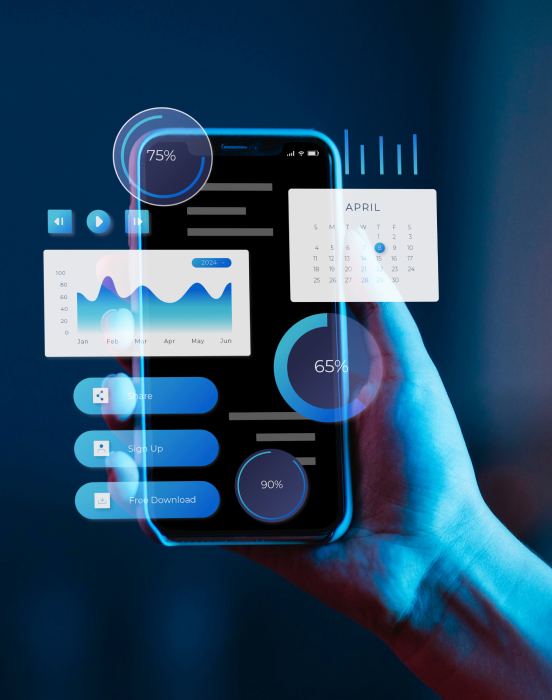 75%
APRIL
S M T W T F S
1 2 3
4 5 6 7 8 9 10
11 12 13 14 15 16 17
18 19 20 21 22 23 24
25 26 27 28 29 30
2024
100
80
60
40
20
0
Jan Feb Mar Apr May Jun
65%
Share
Sign Up
Free Download
90%